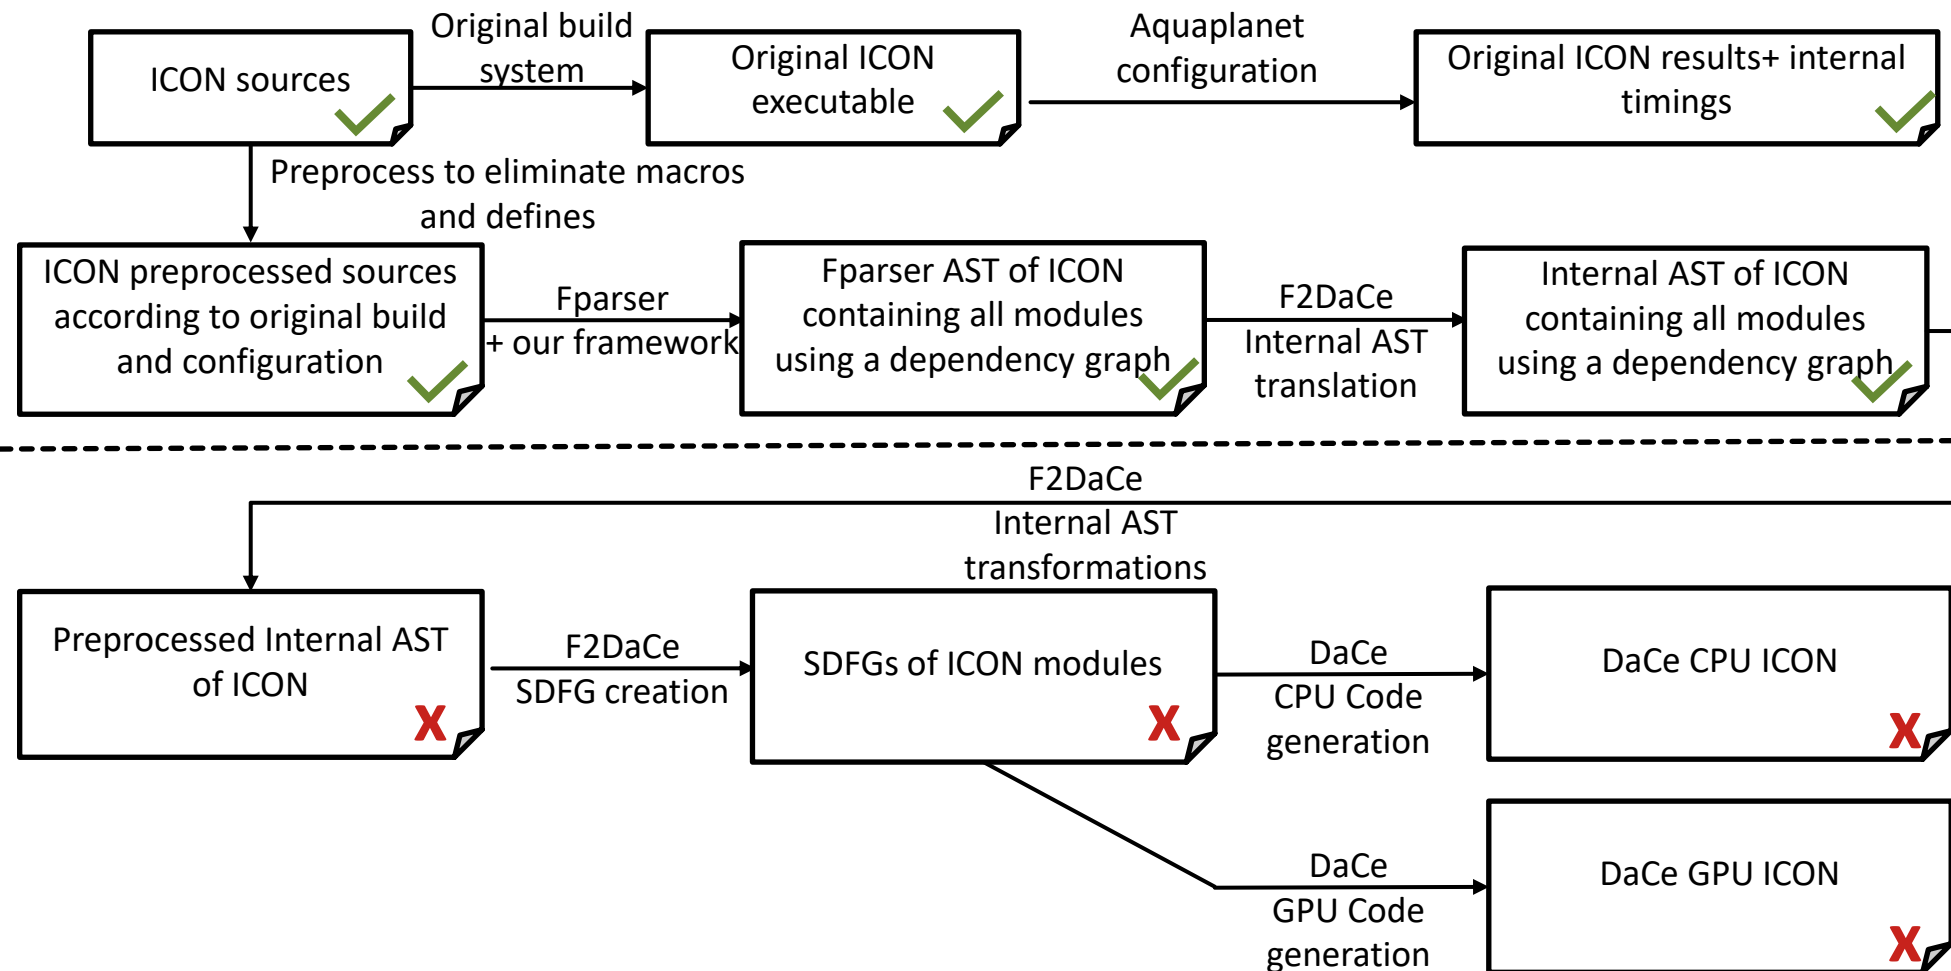 Original build
system
Aquaplanet
configuration
ICON sources
Original ICON
executable
Original ICON results+ internal
timings
Preprocess to eliminate macros
and defines
ICON preprocessed sources
according to original build
and configuration
Fparser
+ our framework
Fparser AST of ICON
containing all modules
using a dependency graph
F2DaCe
Internal AST
translation
Internal AST of ICON
containing all modules
using a dependency graph
F2DaCe
Internal AST
transformations
Preprocessed Internal AST
of ICON
X
F2DaCe
SDFG creation
SDFGs of ICON modules
X
DaCe
CPU Code
generation
DaCe CPU ICON
X
DaCe
GPU Code
generation
DaCe GPU ICON
X